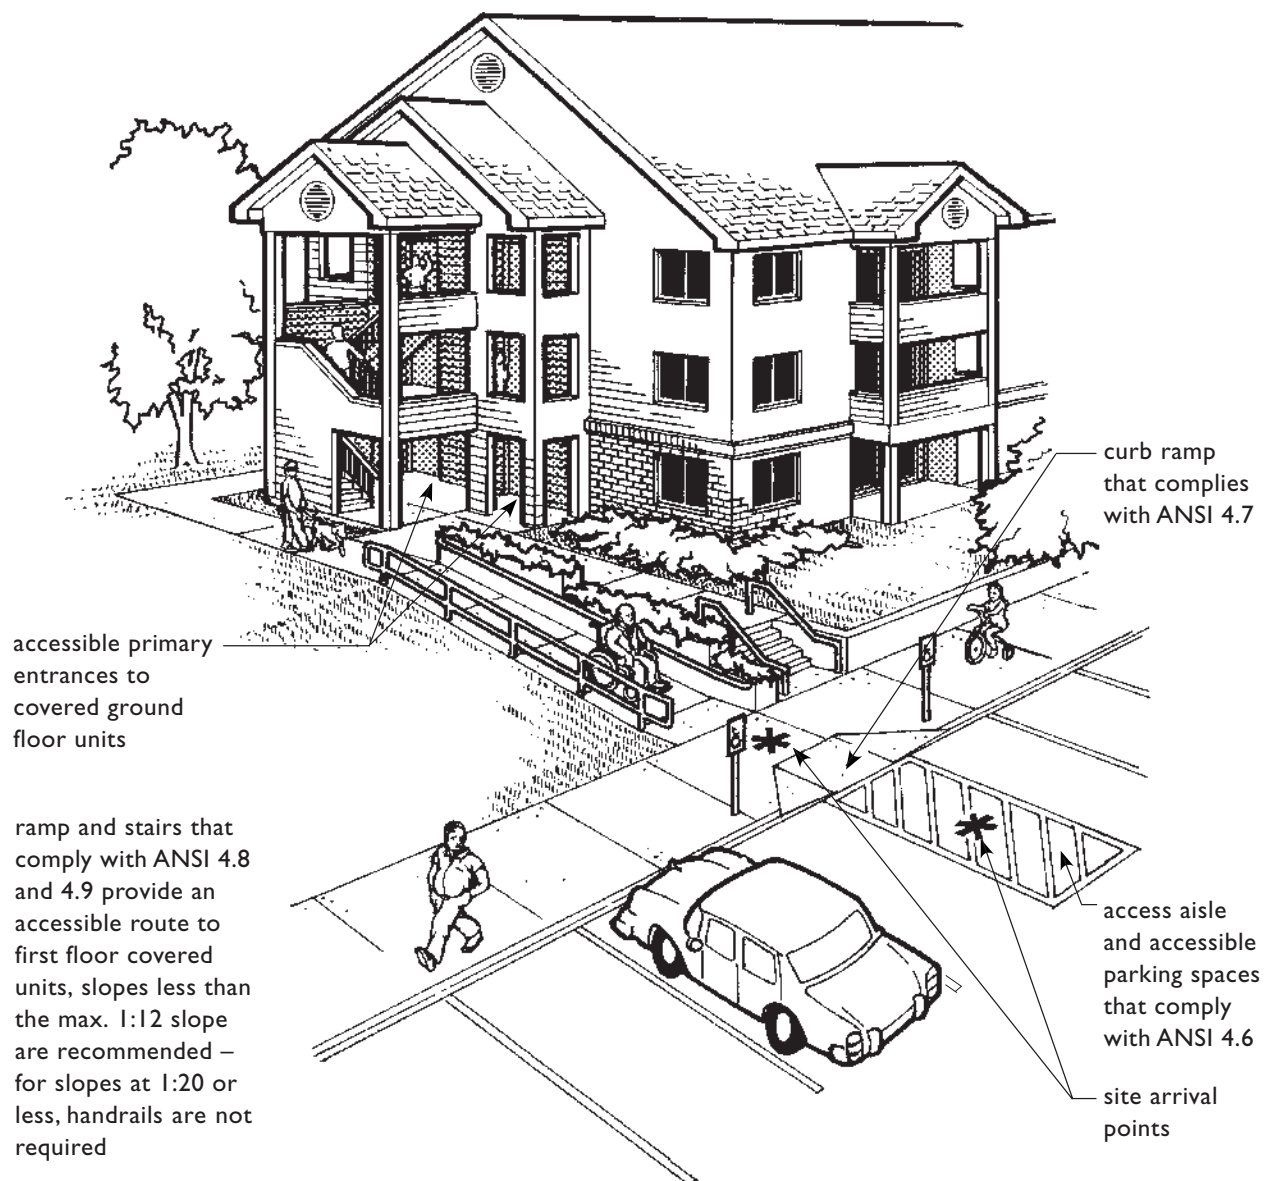 curb ramp
that complies
with ANSI 4.7
accessible primary
entrances to
covered ground
floor units
ramp and stairs that
comply with ANSI 4.8
and 4.9 provide an
accessible route to
first floor covered
units, slopes less than
the max. 1:12 slope
are recommended –
for slopes at 1:20 or
less, handrails are not
required
access aisle
and accessible
parking spaces
that comply
with ANSI 4.6
site arrival
points